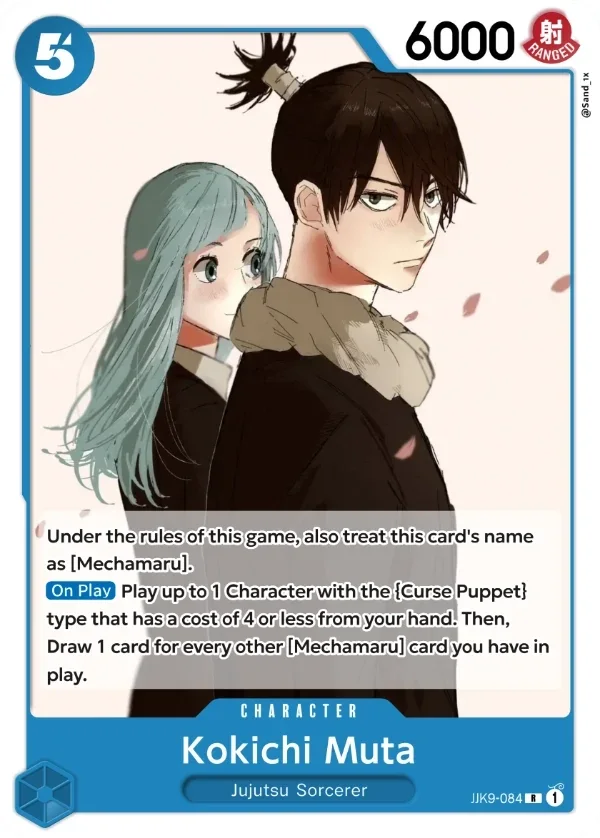 5
6000
射
RANGED
@Sand_1x
Under the rules of this game, also treat this card's name
as [Mechamaru].
On Play Play up to 1 Character with the {Curse Puppet}
type that has a cost of 4 or less from your hand. Then,
Draw 1 card for every other [Mechamaru] card you have in
play.
CHARACTER
Kokichi Muta
Jujutsu Sorcerer
JJK9-084 R 1